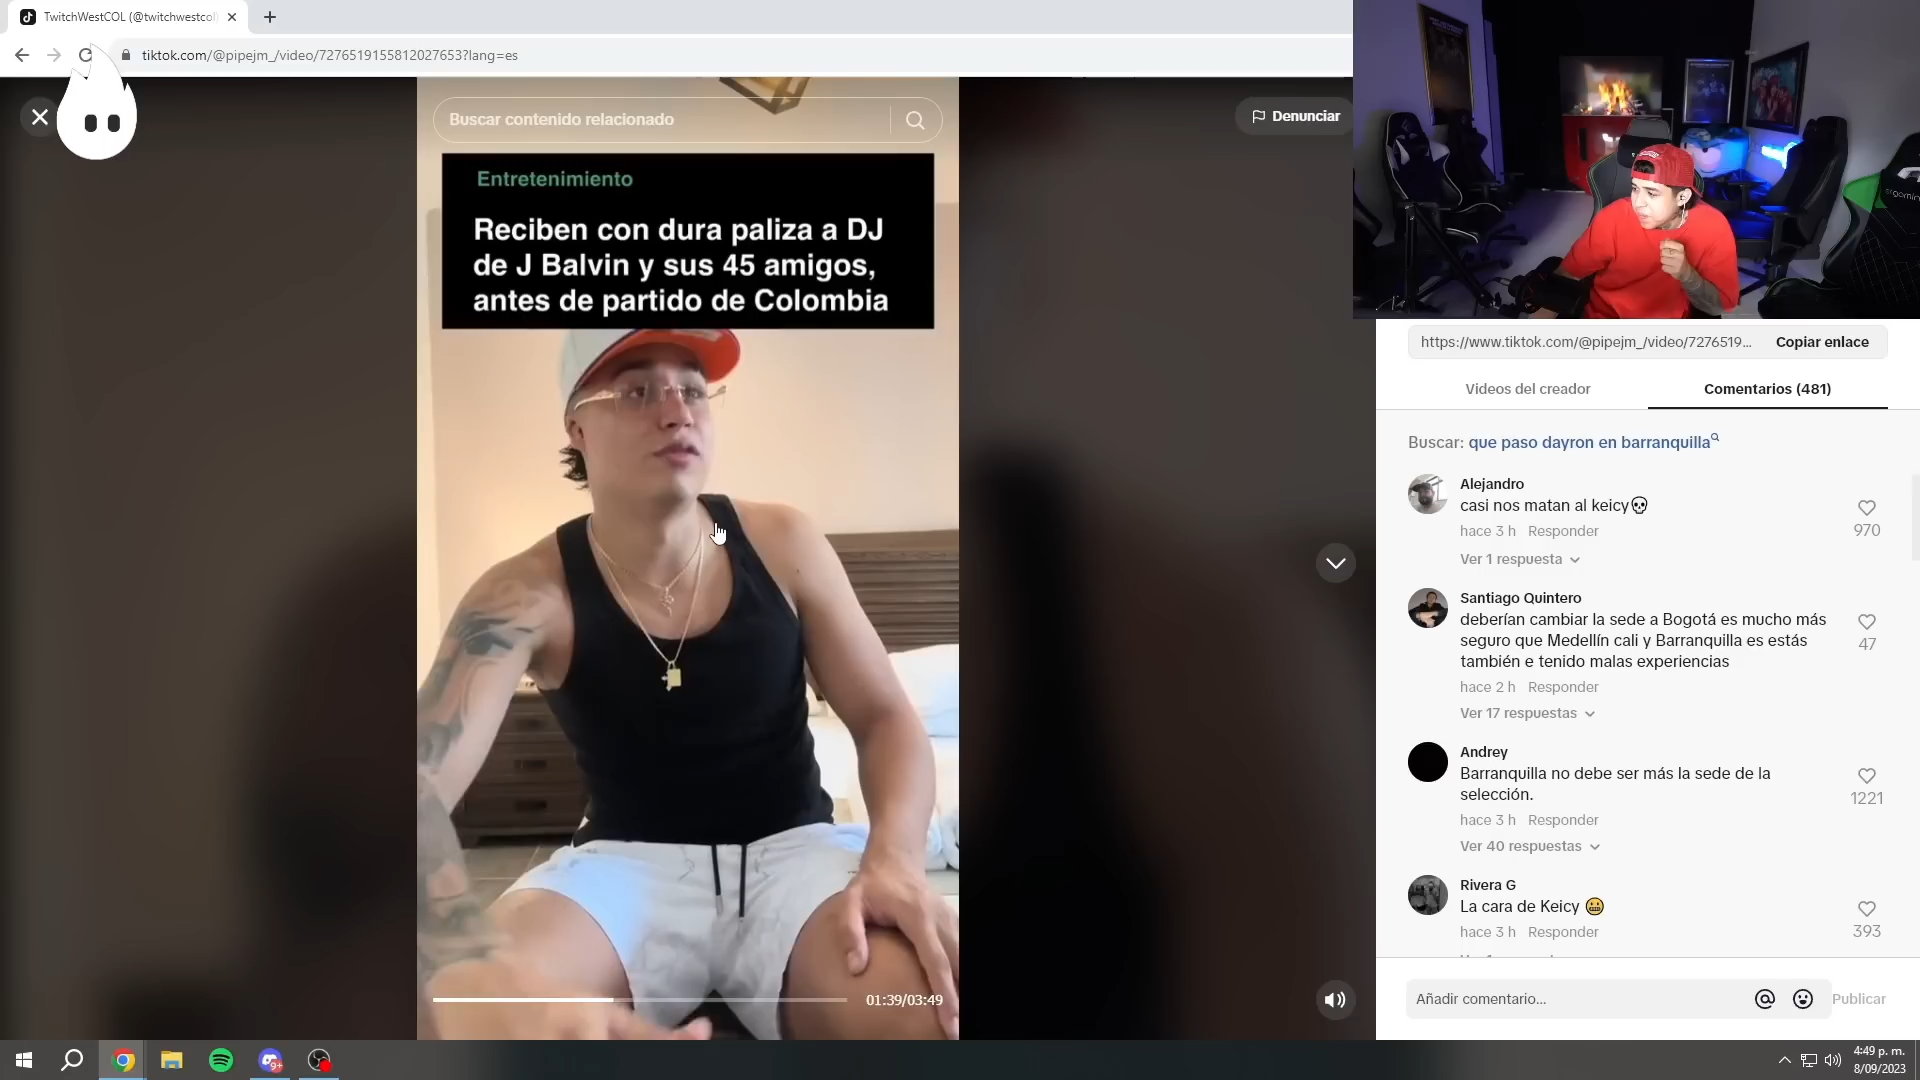 TwitchWestCOL (@twitchwestcol)
tiktok.com/@pipejm_/video/7276519155812027653?lang=es
Buscar contenido relacionado
Denunciar
Entretenimiento
Reciben con dura paliza a DJ
de J Balvin y sus 45 amigos,
antes de partido de Colombia
01:39/03:49
https://www.tiktok.com/@pipejm_/video/7276519...
Copiar enlace
Videos del creador
Comentarios (481)
Buscar: que paso dayron en barranquilla
Alejandro
casi nos matan al keicy💀
970
hace 3 h Responder
Ver 1 respuesta
Santiago Quintero
deberían cambiar la sede a Bogotá es mucho más
seguro que Medellín cali y Barranquilla es estás
también e tenido malas experiencias
47
hace 2 h Responder
Ver 17 respuestas
Andrey
Barranquilla no debe ser más la sede de la
selección.
1221
hace 3 h Responder
Ver 40 respuestas
Rivera G
La cara de Keicy 😬
393
hace 3 h Responder
Añadir comentario...
Publicar
9+
4:49 p. m.
8/09/2023